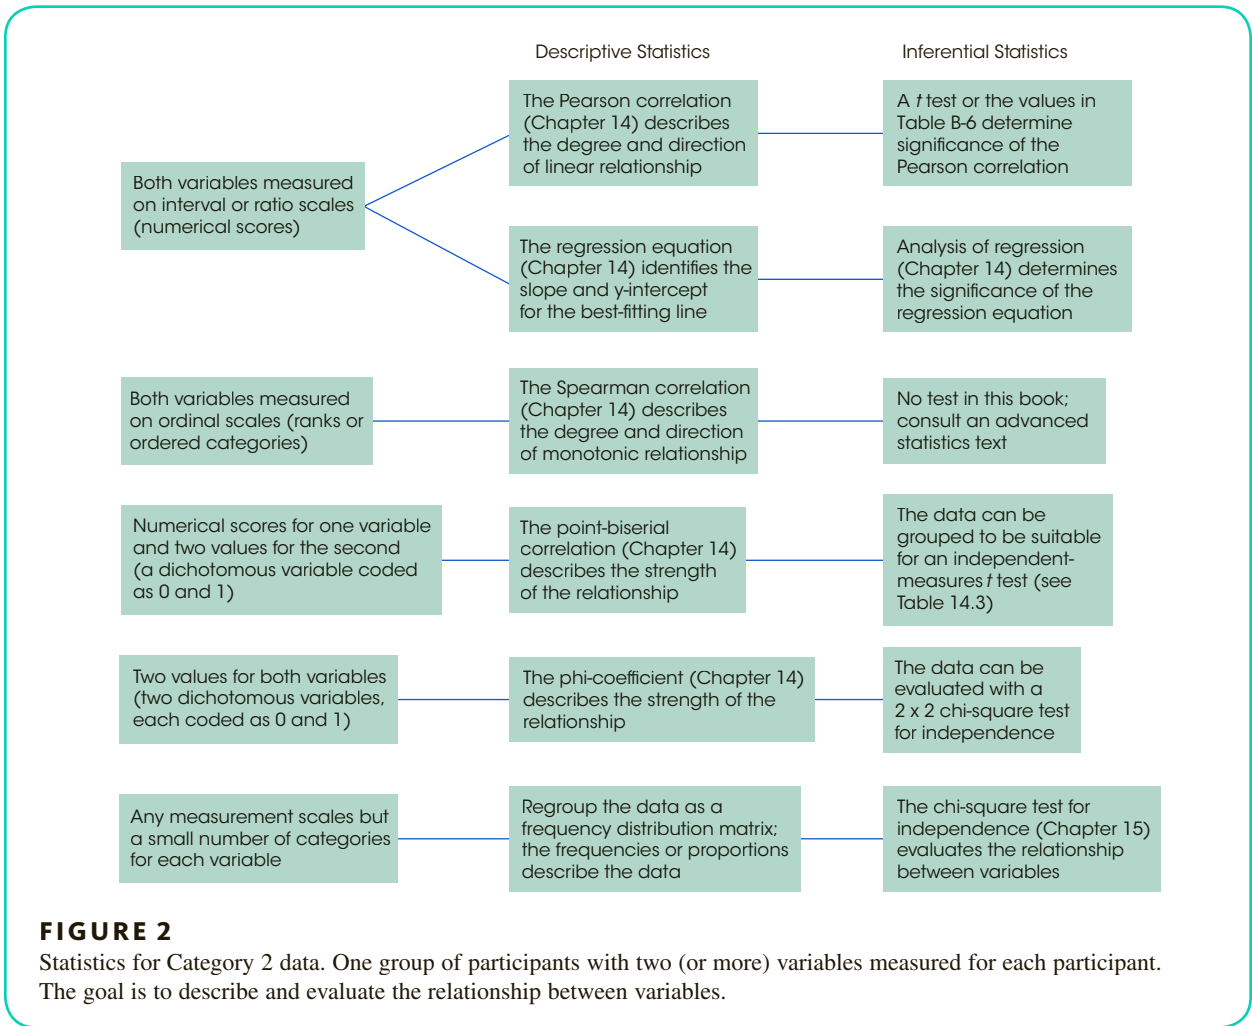 Descriptive Statistics
Inferential Statistics
Both variables measured
on interval or ratio scales
(numerical scores)
The Pearson correlation
(Chapter 14) describes
the degree and direction
of linear relationship
A t test or the values in
Table B-6 determine
significance of the
Pearson correlation
The regression equation
(Chapter 14) identifies the
slope and y-intercept
for the best-fitting line
Analysis of regression
(Chapter 14) determines
the significance of the
regression equation
Both variables measured
on ordinal scales (ranks or
ordered categories)
The Spearman correlation
(Chapter 14) describes
the degree and direction
of monotonic relationship
No test in this book;
consult an advanced
statistics text
Numerical scores for one variable
and two values for the second
(a dichotomous variable coded
as 0 and 1)
The point-biserial
correlation (Chapter 14)
describes the strength
of the relationship
The data can be
grouped to be suitable
for an independent-
measures t test (see
Table 14.3)
Two values for both variables
(two dichotomous variables,
each coded as 0 and 1)
The phi-coefficient (Chapter 14)
describes the strength of the
relationship
The data can be
evaluated with a
2 x 2 chi-square test
for independence
Any measurement scales but
a small number of categories
for each variable
Regroup the data as a
frequency distribution matrix;
the frequencies or proportions
describe the data
The chi-square test for
independence (Chapter 15)
evaluates the relationship
between variables
FIGURE 2
Statistics for Category 2 data. One group of participants with two (or more) variables measured for each participant.
The goal is to describe and evaluate the relationship between variables.